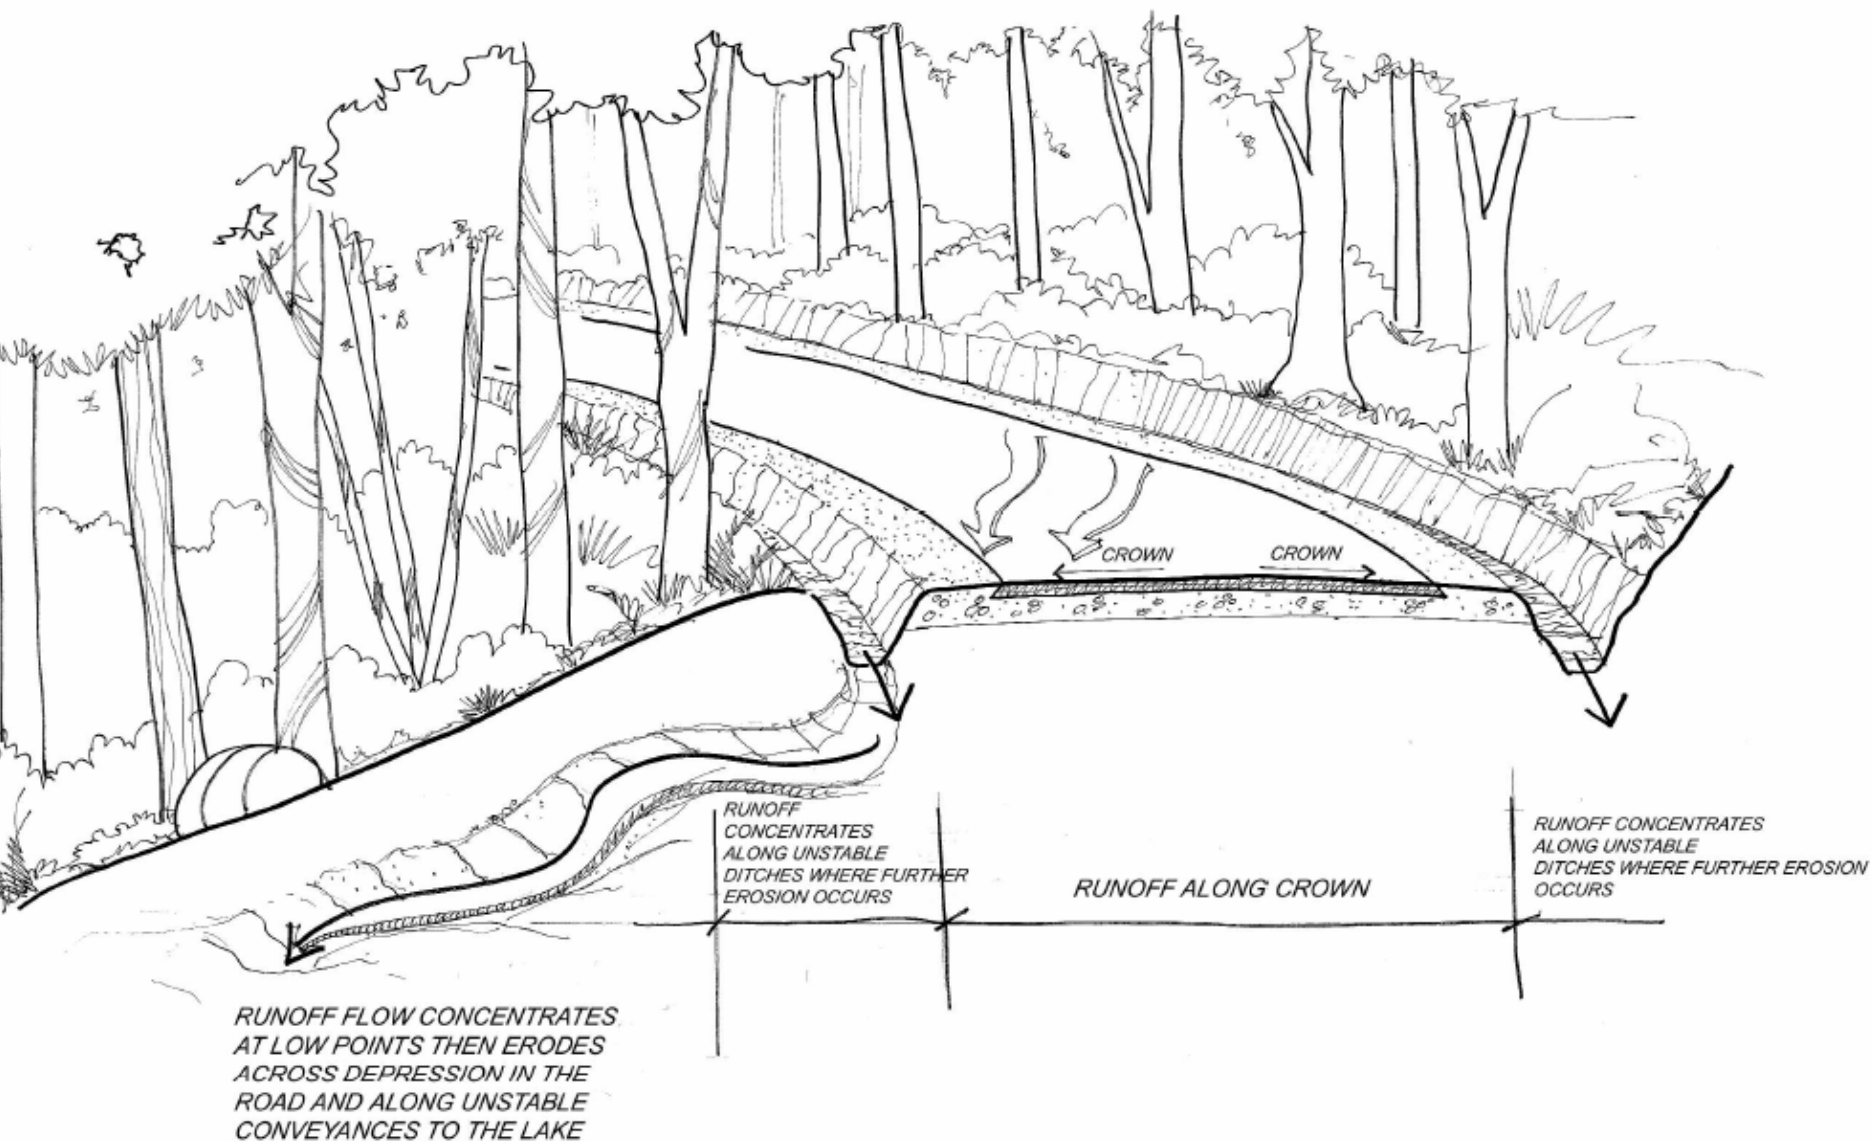 CROWN
CROWN
RUNOFF
CONCENTRATES
ALONG UNSTABLE
DITCHES WHERE FURTHER
EROSION OCCURS
RUNOFF ALONG CROWN
RUNOFF CONCENTRATES
ALONG UNSTABLE
DITCHES WHERE FURTHER EROSION
OCCURS
RUNOFF FLOW CONCENTRATES
AT LOW POINTS THEN ERODES
ACROSS DEPRESSION IN THE
ROAD AND ALONG UNSTABLE
CONVEYANCES TO THE LAKE